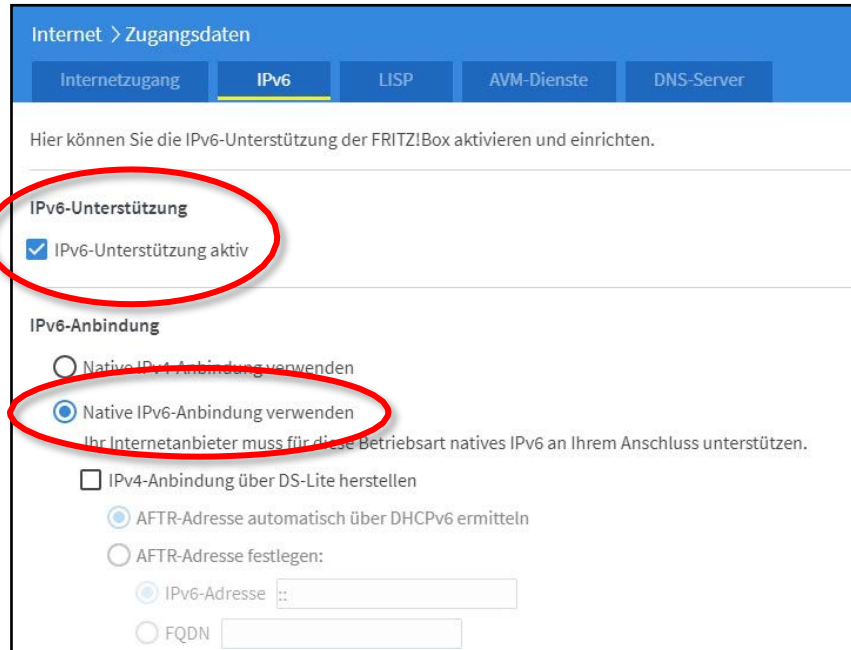 Internet > Zugangsdaten
Internetzugang IPv6 LISP AVM-Dienste DNS-Server
Hier können Sie die IPv6-Unterstützung der FRITZ!Box aktivieren und einrichten.
IPv6-Unterstützung
IPv6-Unterstützung aktiv
IPv6-Anbindung
Native IPv4-Anbindung verwenden
Native IPv6-Anbindung verwenden
Ihr Internetanbieter muss für diese Betriebsart natives IPv6 an Ihrem Anschluss unterstützen.
IPv4-Anbindung über DS-Lite herstellen
AFTR-Adresse automatisch über DHCPv6 ermitteln
AFTR-Adresse festlegen:
IPv6-Adresse ::
FQDN